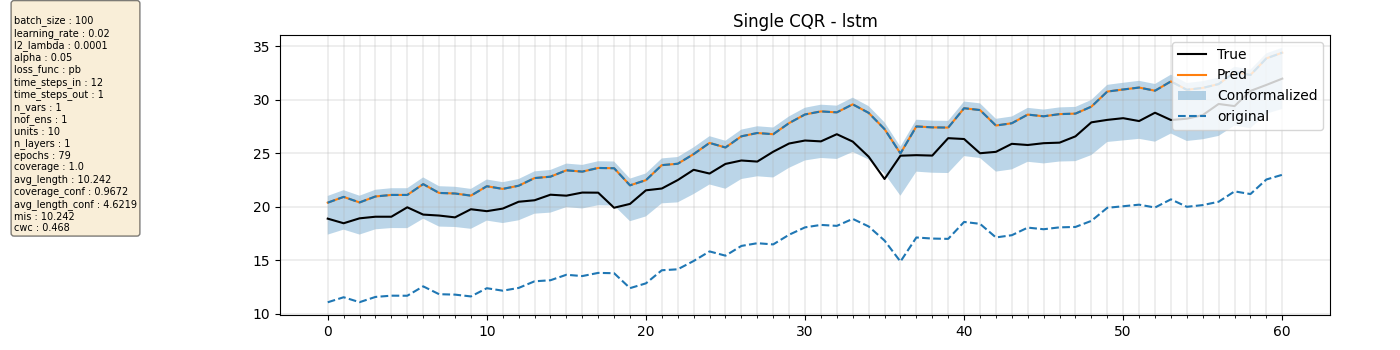 batch_size : 100
learning_rate : 0.02
l2_lambda : 0.0001
alpha : 0.05
loss_func : pb
time_steps_in : 12
time_steps_out : 1
n_vars : 1
nof_ens : 1
units : 10
n_layers : 1
epochs : 79
coverage : 1.0
avg_length : 10.242
coverage_conf : 0.9672
avg_length_conf : 4.6219
mis : 10.242
cwc : 0.468
Single CQR - lstm
35
30
25
20
15
10
0 10 20 30 40 50 60
True
Pred
Conformalized
original